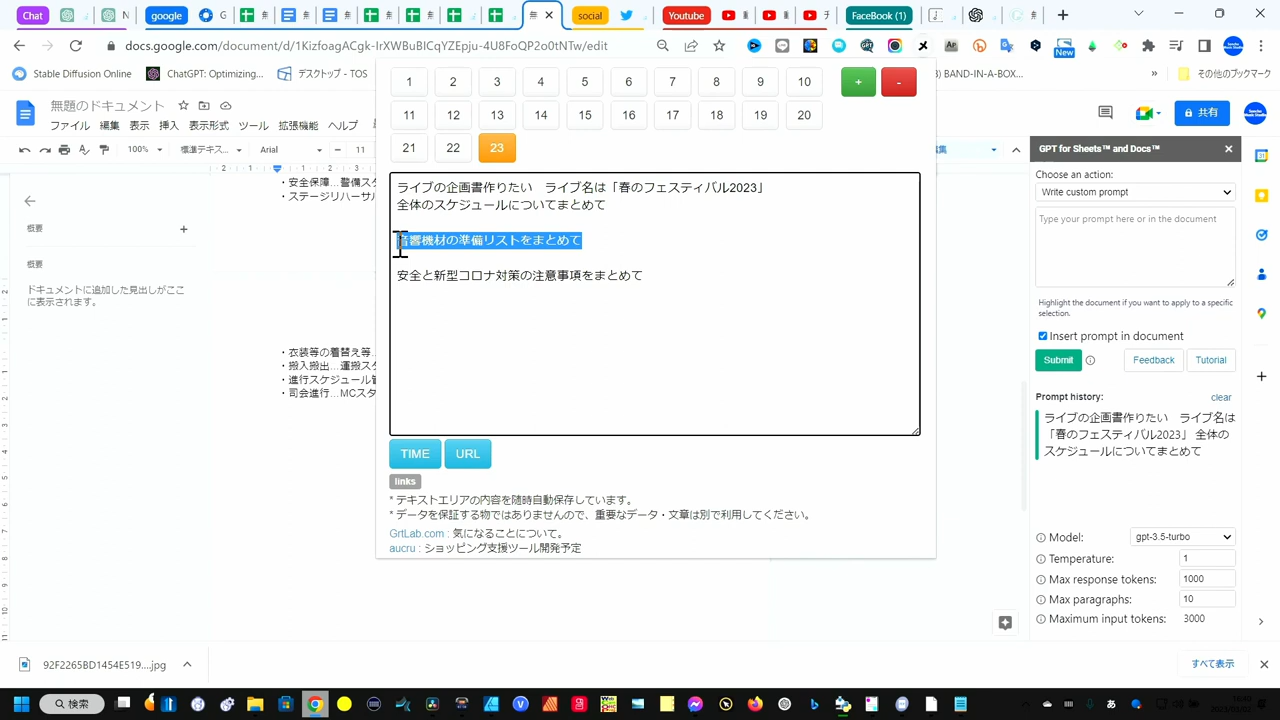 Chat
google
G
social
Youtube
FaceBook (1)
docs.google.com/document/d/1KizfoagACgk-IrXWBuBICqYZEpju-4U8FoQP2o0tNTw/edit
New
Stable Diffusion Online
ChatGPT: Optimizing...
デスクトップ - TOS
) BAND-IN-A-BOX...
»
その他のブックマーク
無題のドキュメント
ファイル 編集 表示 挿入 表示形式 ツール 拡張機能 ヘルプ
共有
100%
標準テキス...
Arial
11
編集
1 2 3 4 5 6 7 8 9 10
+ -
11 12 13 14 15 16 17 18 19 20
21 22 23
ライブの企画書作りたい　ライブ名は「春のフェスティバル2023」
全体のスケジュールについてまとめて
音響機材の準備リストをまとめて
安全と新型コロナ対策の注意事項をまとめて
TIME URL
links
* テキストエリアの内容を随時自動保存しています。
* データを保証する物ではありませんので、重要なデータ・文章は別で利用してください。
GrtLab.com : 気になることについて。
aucru : ショッピング支援ツール開発予定
概要
概要
ドキュメントに追加した見出しがここ
に表示されます。
・安全保障…警備スタ
・ステージリハーサル
・衣装等の着替え等…
・搬入搬出…運搬スタ
・進行スケジュール管
・司会進行…MCスタ
GPT for Sheets™ and Docs™
Choose an action:
Write custom prompt
Type your prompt here or in the document
Highlight the document if you want to apply to a specific
selection.
Insert prompt in document
Submit
Feedback
Tutorial
Prompt history:
clear
ライブの企画書作りたい　ライブ名は
「春のフェスティバル2023」 全体の
スケジュールについてまとめて
Model:
gpt-3.5-turbo
Temperature:
1
Max response tokens:
1000
Max paragraphs:
10
Maximum input tokens:
3000
92F2265BD1454E519....jpg
すべて表示
検索